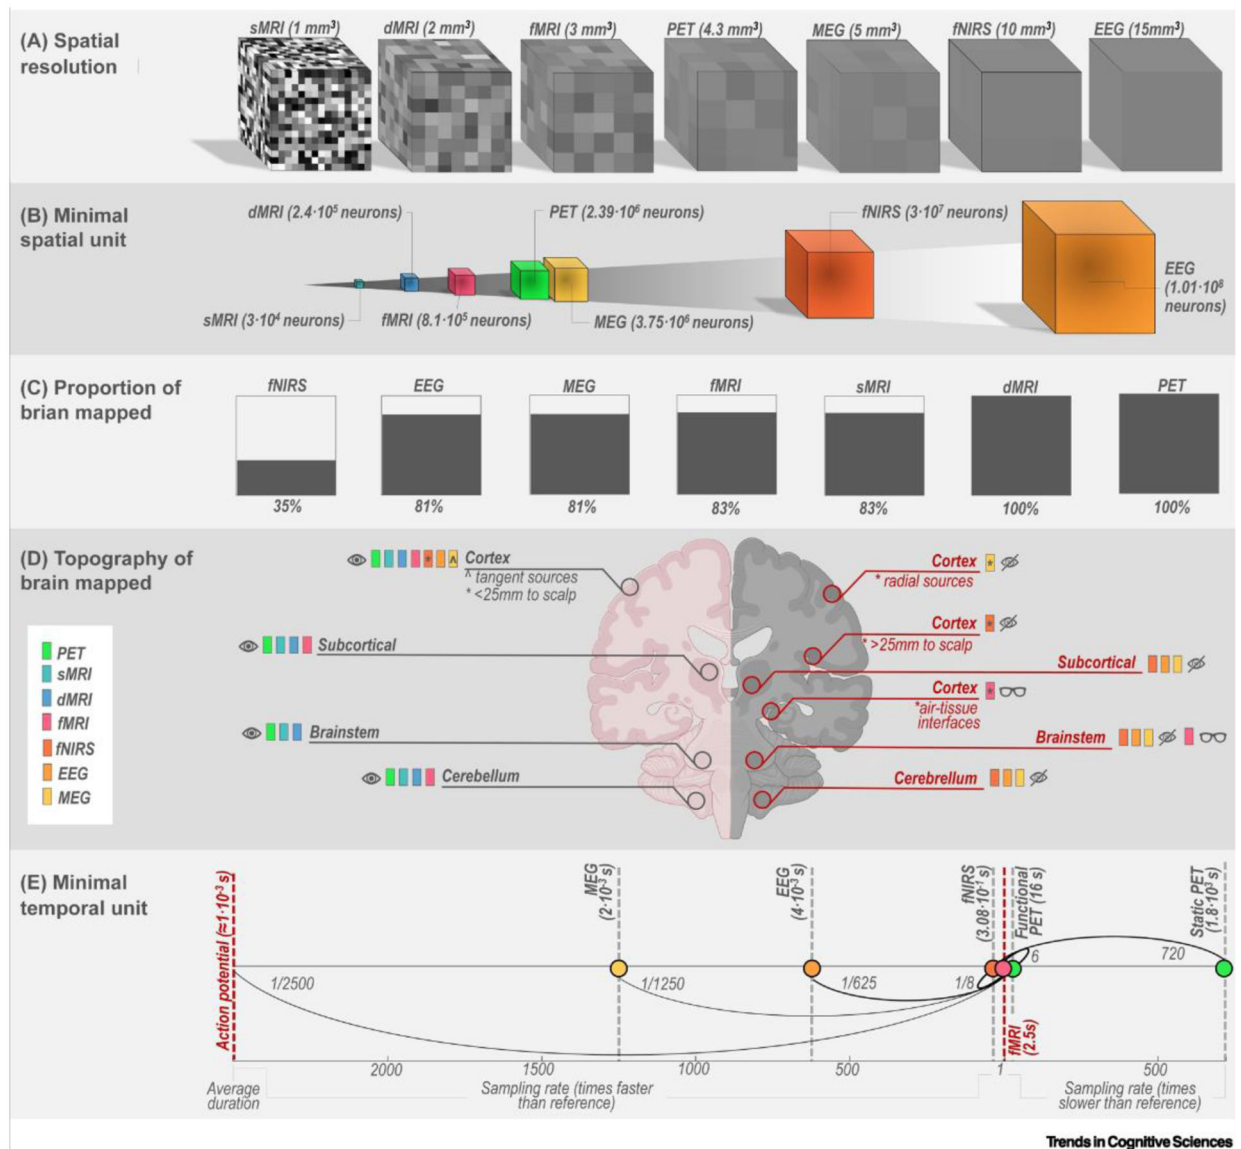 (A) Spatial
resolution
sMRI (1 mm³)
dMRI (2 mm³)
fMRI (3 mm³)
PET (4.3 mm³)
MEG (5 mm³)
fNIRS (10 mm³)
EEG (15mm³)
(B) Minimal
spatial unit
dMRI (2.4·10⁵ neurons)
PET (2.39·10⁶ neurons)
fNIRS (3·10⁷ neurons)
EEG
(1.01·10⁸
neurons)
sMRI (3·10⁴ neurons)
fMRI (8.1·10⁵ neurons)
MEG (3.75·10⁶ neurons)
(C) Proportion of
brian mapped
fNIRS
EEG
MEG
fMRI
sMRI
dMRI
PET
35%
81%
81%
83%
83%
100%
100%
(D) Topography of
brain mapped
* ^ Cortex
^ tangent sources
* <25mm to scalp
Cortex *
* radial sources
Cortex *
* >25mm to scalp
Subcortical
Subcortical
Cortex *
*air-tissue
interfaces
Brainstem
Brainstem
Cerebellum
Cerebrellum
PET
sMRI
dMRI
fMRI
fNIRS
EEG
MEG
(E) Minimal
temporal unit
Action potential (≈1·10⁻³ s)
MEG
(2·10⁻³ s)
EEG
(4·10⁻³ s)
fNIRS
(3.08·10⁻¹ s)
Functional
PET (16 s)
Static PET
(1.8·10³ s)
1/2500
1/1250
1/625
1/8
6
720
fMRI
(2.5s)
2000
1500
1000
500
1
500
Average
duration
Sampling rate (times faster
than reference)
Sampling rate (times
slower than reference)
Trends in Cognitive Sciences